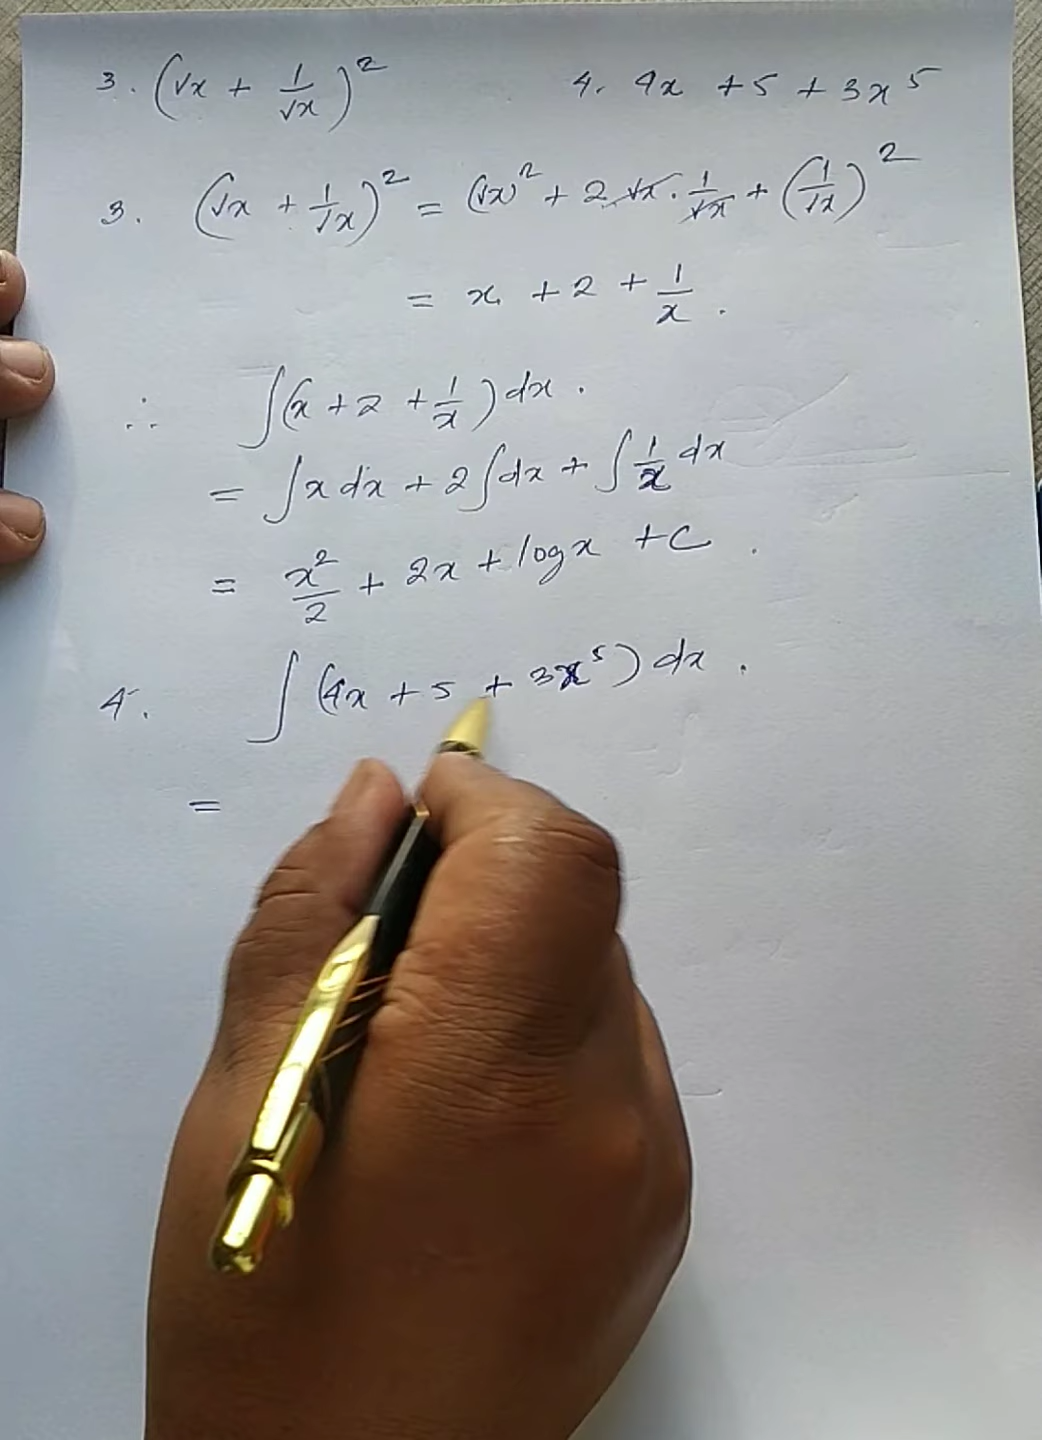 3. (√x + 1/√x)² 4. 4x + 5 + 3x⁵
3. (√x + 1/√x)² = (√x)² + 2 √x · 1/√x + (1/√x)²
= x + 2 + 1/x .
∴ ∫(x + 2 + 1/x) dx .
= ∫x dx + 2∫dx + ∫1/x dx
= x²/2 + 2x + log x + C .
4. ∫(4x + 5 + 3x⁵) dx .
=